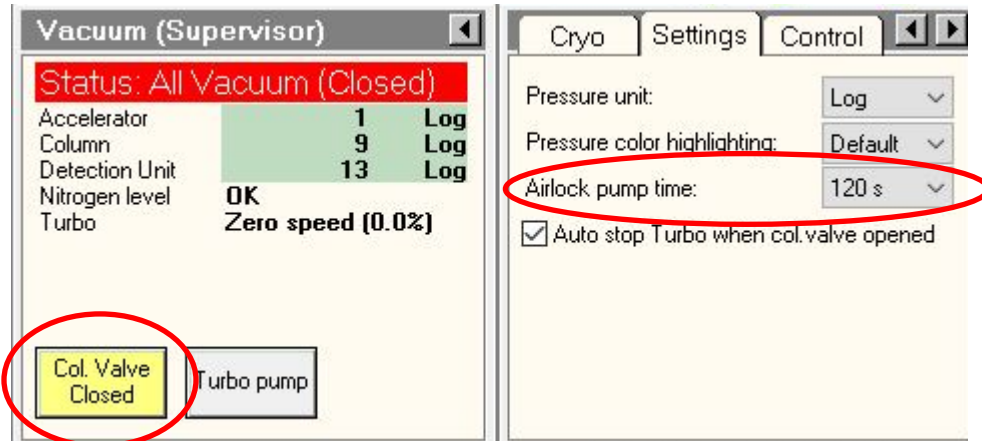 Vacuum (Supervisor)
Status: All Vacuum (Closed)
Accelerator 1 Log
Column 9 Log
Detection Unit 13 Log
Nitrogen level OK
Turbo Zero speed (0.0%)
Col. Valve
Closed
Turbo pump
Cryo Settings Control
Pressure unit: Log
Pressure color highlighting: Default
Airlock pump time: 120 s
Auto stop Turbo when col.valve opened